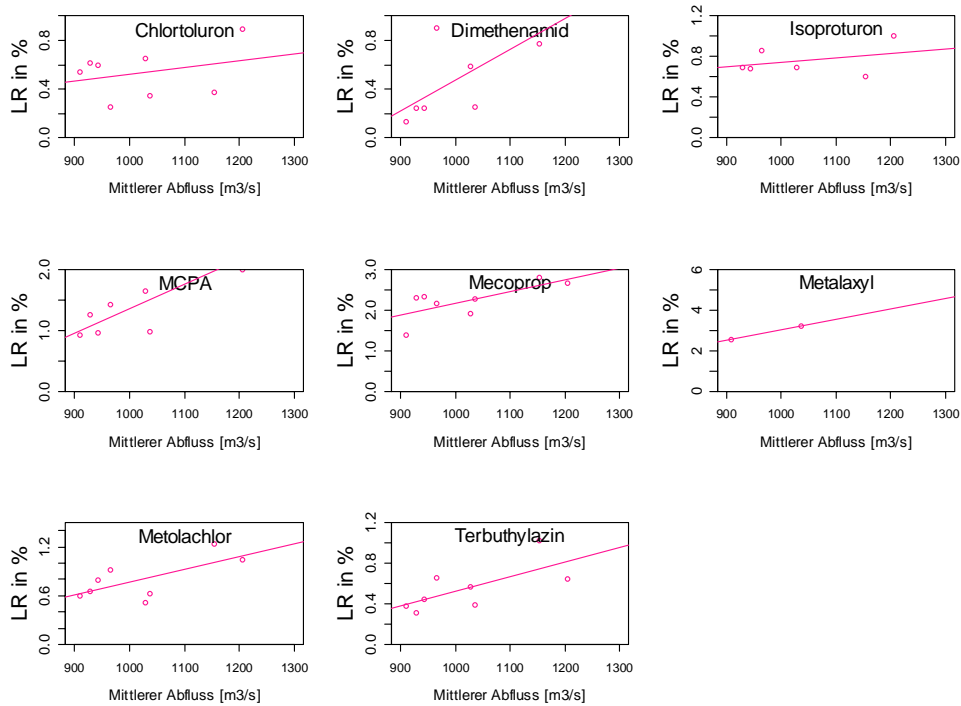 Chlortoluron
LR in %
0.0 0.4 0.8
900 1000 1100 1200 1300
Mittlerer Abfluss [m3/s]
Dimethenamid
LR in %
0.0 0.4 0.8
900 1000 1100 1200 1300
Mittlerer Abfluss [m3/s]
Isoproturon
LR in %
0.0 0.4 0.8 1.2
900 1000 1100 1200 1300
Mittlerer Abfluss [m3/s]
MCPA
LR in %
0.0 1.0 2.0
900 1000 1100 1200 1300
Mittlerer Abfluss [m3/s]
Mecoprop
LR in %
0.0 1.0 2.0 3.0
900 1000 1100 1200 1300
Mittlerer Abfluss [m3/s]
Metalaxyl
LR in %
0 2 4 6
900 1000 1100 1200 1300
Mittlerer Abfluss [m3/s]
Metolachlor
LR in %
0.0 0.6 1.2
900 1000 1100 1200 1300
Mittlerer Abfluss [m3/s]
Terbuthylazin
LR in %
0.0 0.4 0.8 1.2
900 1000 1100 1200 1300
Mittlerer Abfluss [m3/s]